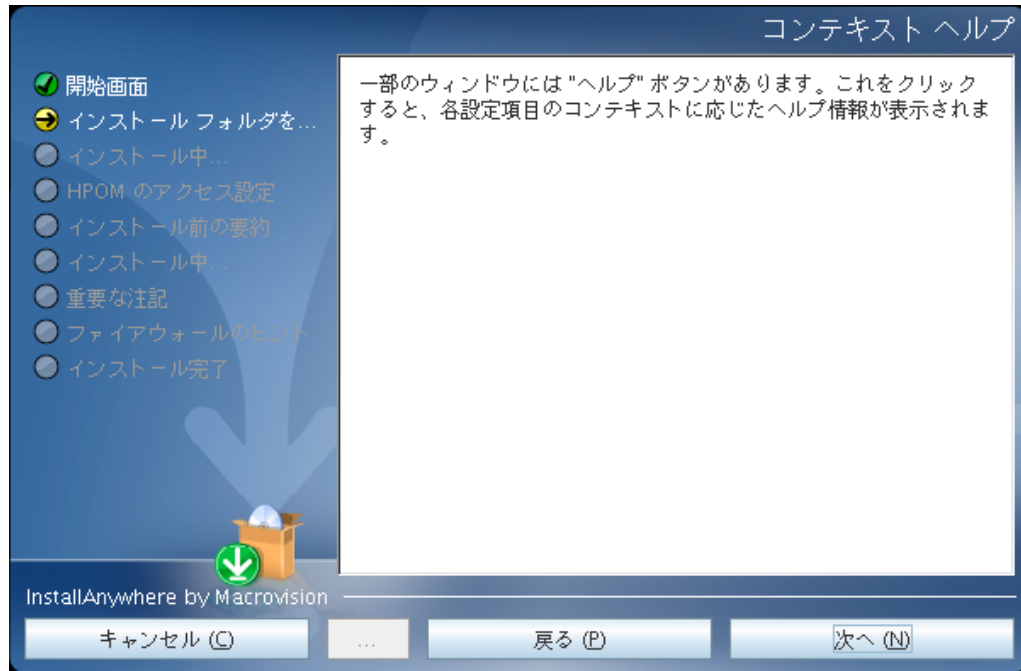 コンテキスト ヘルプ
開始画面
インストール フォルダを...
インストール中...
HPOM のアクセス設定
インストール前の要約
インストール中...
重要な注記
ファイアウォールのヒント
インストール完了
一部のウィンドウには "ヘルプ" ボタンがあります。これをクリック
すると、各設定項目のコンテキストに応じたヘルプ情報が表示されま
す。
InstallAnywhere by Macrovision
キャンセル (C)
...
戻る (P)
次へ (N)